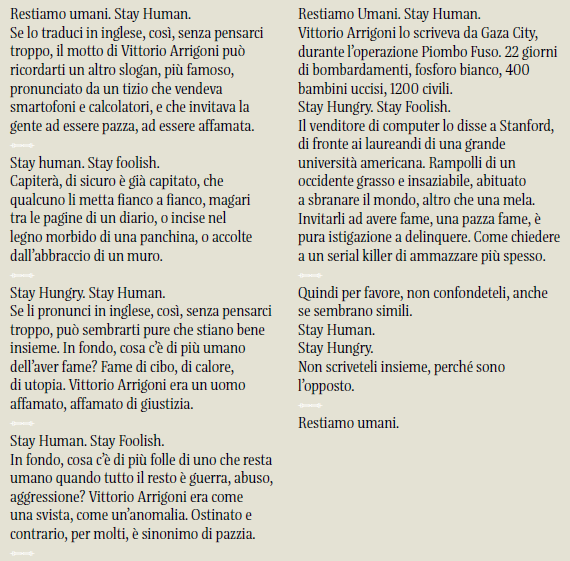 Restiamo umani. Stay Human.
Se lo traduci in inglese, così, senza pensarci
troppo, il motto di Vittorio Arrigoni può
ricordarti un altro slogan, più famoso,
pronunciato da un tizio che vendeva
smartofoni e calcolatori, e che invitava la
gente ad essere pazza, ad essere affamata.
Stay human. Stay foolish.
Capiterà, di sicuro è già capitato, che
qualcuno li metta fianco a fianco, magari
tra le pagine di un diario, o incise nel
legno morbido di una panchina, o accolte
dall'abbraccio di un muro.
Stay Hungry. Stay Human.
Se li pronunci in inglese, così, senza pensarci
troppo, può sembrarti pure che stiano bene
insieme. In fondo, cosa c'è di più umano
dell'aver fame? Fame di cibo, di calore,
di utopia. Vittorio Arrigoni era un uomo
affamato, affamato di giustizia.
Stay Human. Stay Foolish.
In fondo, cosa c'è di più folle di uno che resta
umano quando tutto il resto è guerra, abuso,
aggressione? Vittorio Arrigoni era come
una svista, come un'anomalia. Ostinato e
contrario, per molti, è sinonimo di pazzia.
Restiamo Umani. Stay Human.
Vittorio Arrigoni lo scriveva da Gaza City,
durante l'operazione Piombo Fuso. 22 giorni
di bombardamenti, fosforo bianco, 400
bambini uccisi, 1200 civili.
Stay Hungry. Stay Foolish.
Il venditore di computer lo disse a Stanford,
di fronte ai laureandi di una grande
università americana. Rampolli di un
occidente grasso e insaziabile, abituato
a sbranare il mondo, altro che una mela.
Invitarli ad avere fame, una pazza fame, è
pura istigazione a delinquere. Come chiedere
a un serial killer di ammazzare più spesso.
Quindi per favore, non confondeteli, anche
se sembrano simili.
Stay Human.
Stay Hungry.
Non scriveteli insieme, perché sono
l'opposto.
Restiamo umani.